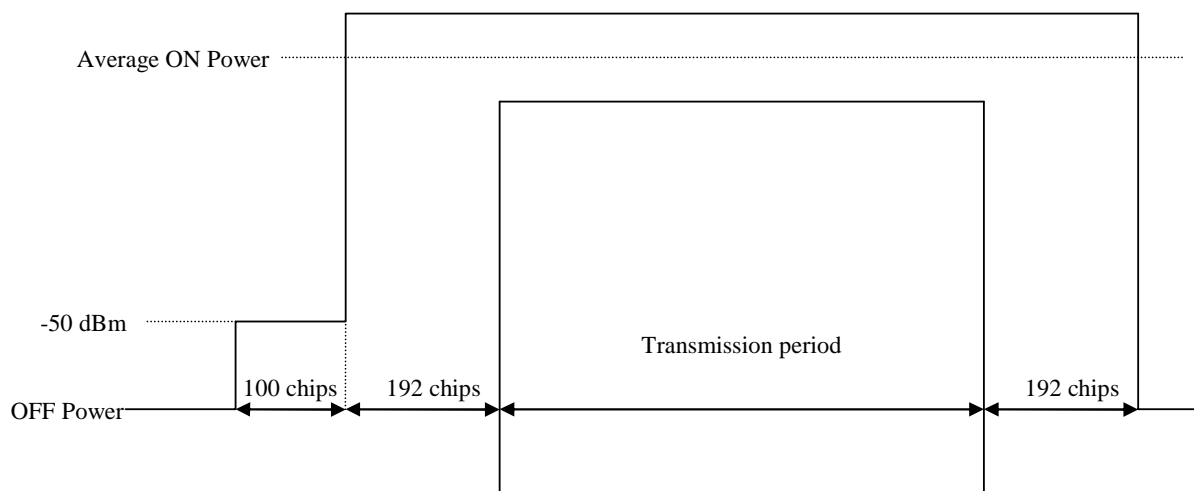 Average ON Power
-50 dBm
Transmission period
100 chips
192 chips
192 chips
OFF Power